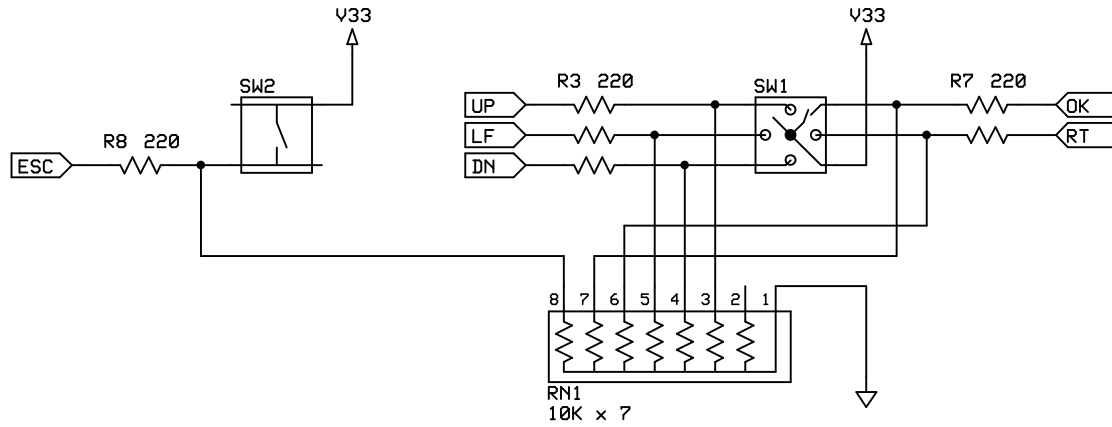 V33
V33
SW2
R3 220
SW1
R7 220
UP
OK
R8 220
LF
RT
ESC
DN
8 7 6 5 4 3 2 1
RN1
10K x 7